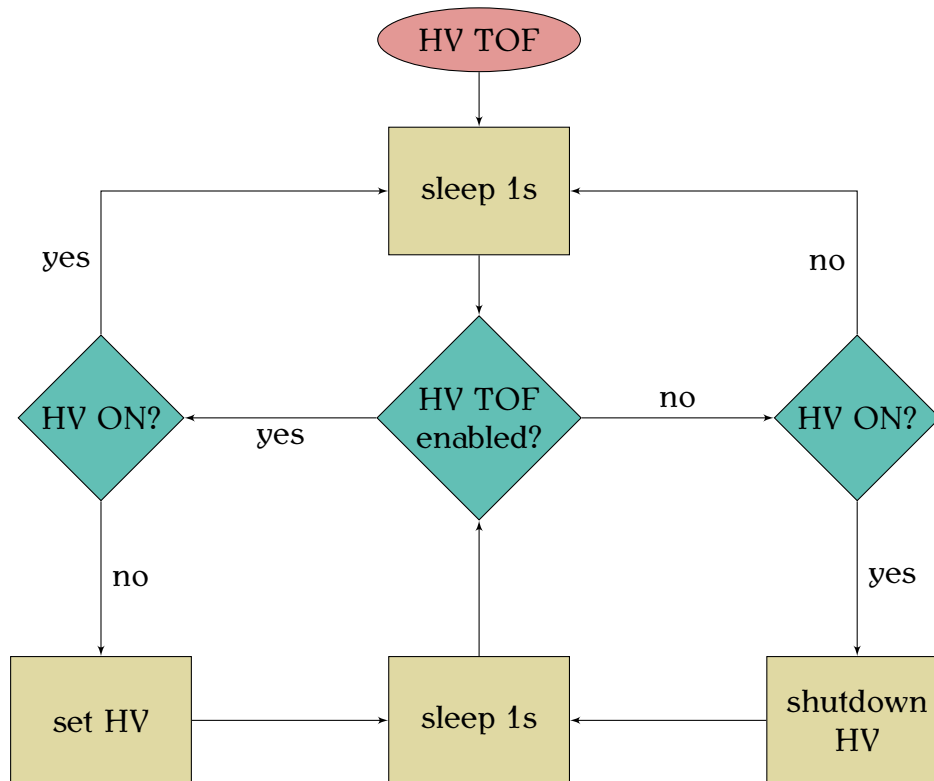 HV TOF
sleep 1s
yes
no
HV ON?
yes
HV TOF
enabled?
no
HV ON?
no
yes
set HV
sleep 1s
shutdown
HV